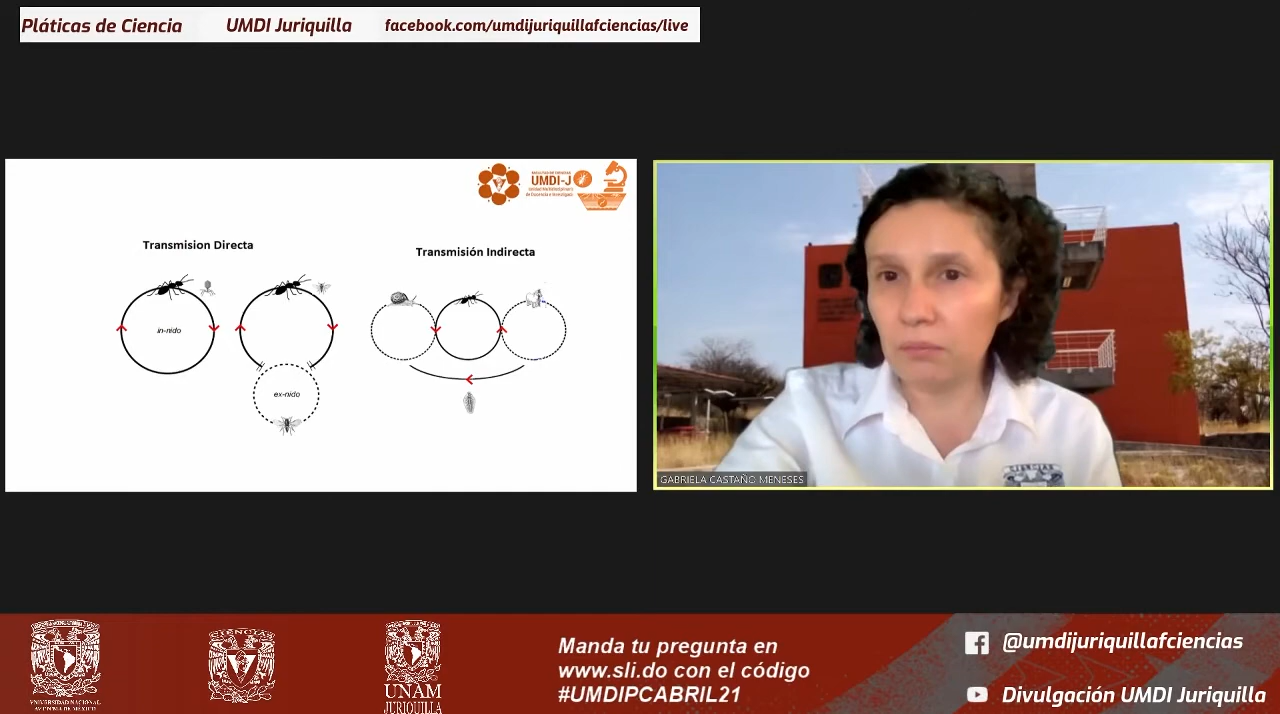 Pláticas de Ciencia UMDI Juriquilla facebook.com/umdijuriquillafciencias/live
UMDI-J
Transmision Directa
Transmisión Indirecta
in-nido
ex-nido
CIENCIAS
GABRIELA CASTAÑO MENESES
CIENCIAS
UNAM
JURIQUILLA
Manda tu pregunta en
www.sli.do con el código
#UMDIPCABRIL21
@umdijuriquillafciencias
Divulgación UMDI Juriquilla